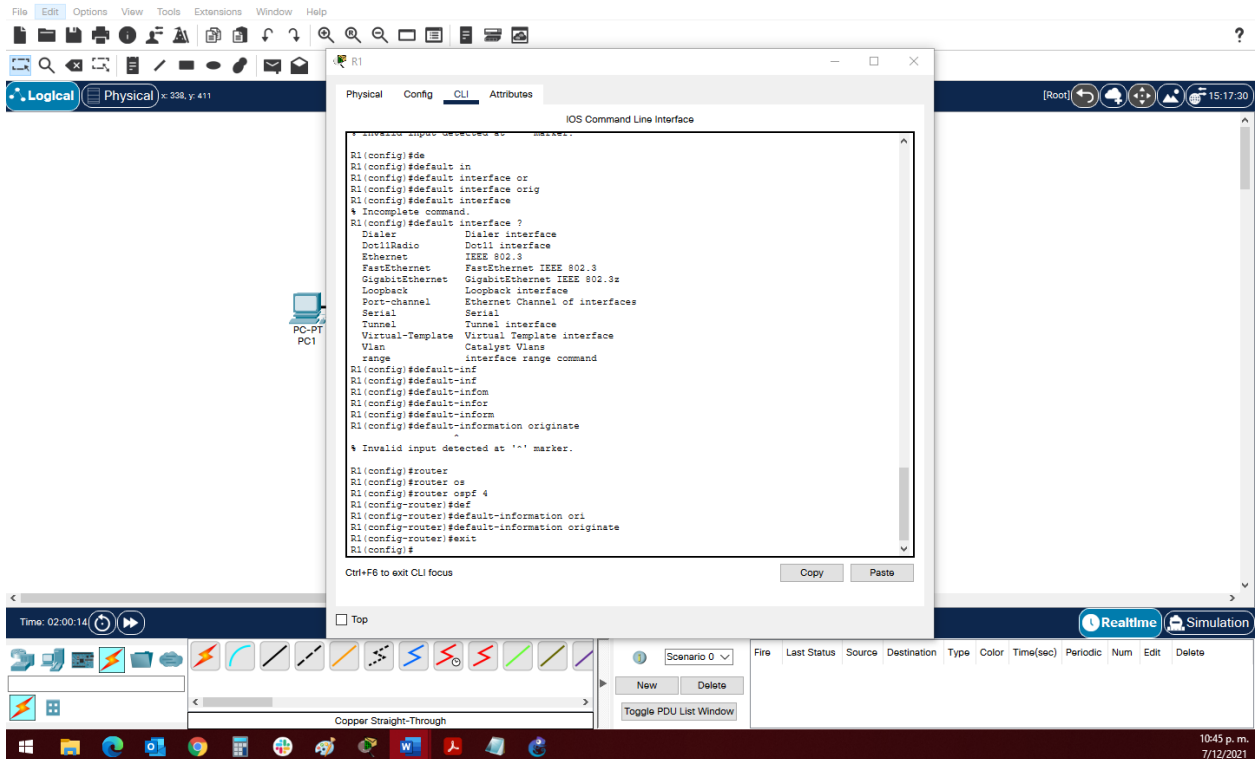 File Edit Options View Tools Extensions Window Help
?
R1
Logical Physical x: 338, y: 411
[Root] 15:17:30
Physical Config CLI Attributes
IOS Command Line Interface
% Invalid input detected at '^' marker.
R1(config)#de
R1(config)#default in
R1(config)#default interface or
R1(config)#default interface orig
R1(config)#default interface
% Incomplete command.
R1(config)#default interface ?
Dialer Dialer interface
Dot11Radio Dot11 interface
Ethernet IEEE 802.3
FastEthernet FastEthernet IEEE 802.3
GigabitEthernet GigabitEthernet IEEE 802.3z
Loopback Loopback interface
Port-channel Ethernet Channel of interfaces
Serial Serial
Tunnel Tunnel interface
Virtual-Template Virtual Template interface
Vlan Catalyst Vlans
range interface range command
R1(config)#default-inf
R1(config)#default-inf
R1(config)#default-infom
R1(config)#default-infor
R1(config)#default-inform
R1(config)#default-information originate
^
% Invalid input detected at '^' marker.
R1(config)#router
R1(config)#router os
R1(config)#router ospf 4
R1(config-router)#def
R1(config-router)#default-information ori
R1(config-router)#default-information originate
R1(config-router)#exit
R1(config)#
Ctrl+F6 to exit CLI focus
Copy Paste
Top
PC-PT
PC1
Time: 02:00:14
Realtime Simulation
Scenario 0
New Delete
Toggle PDU List Window
Fire Last Status Source Destination Type Color Time(sec) Periodic Num Edit Delete
Copper Straight-Through
10:45 p. m.
7/12/2021